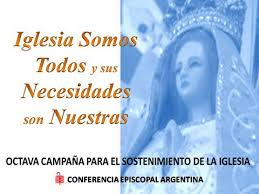 Iglesia Somos
Todos y sus
Necesidades
son Nuestras
OCTAVA CAMPAÑA PARA EL SOSTENIMIENTO DE LA IGLESIA
CONFERENCIA EPISCOPAL ARGENTINA